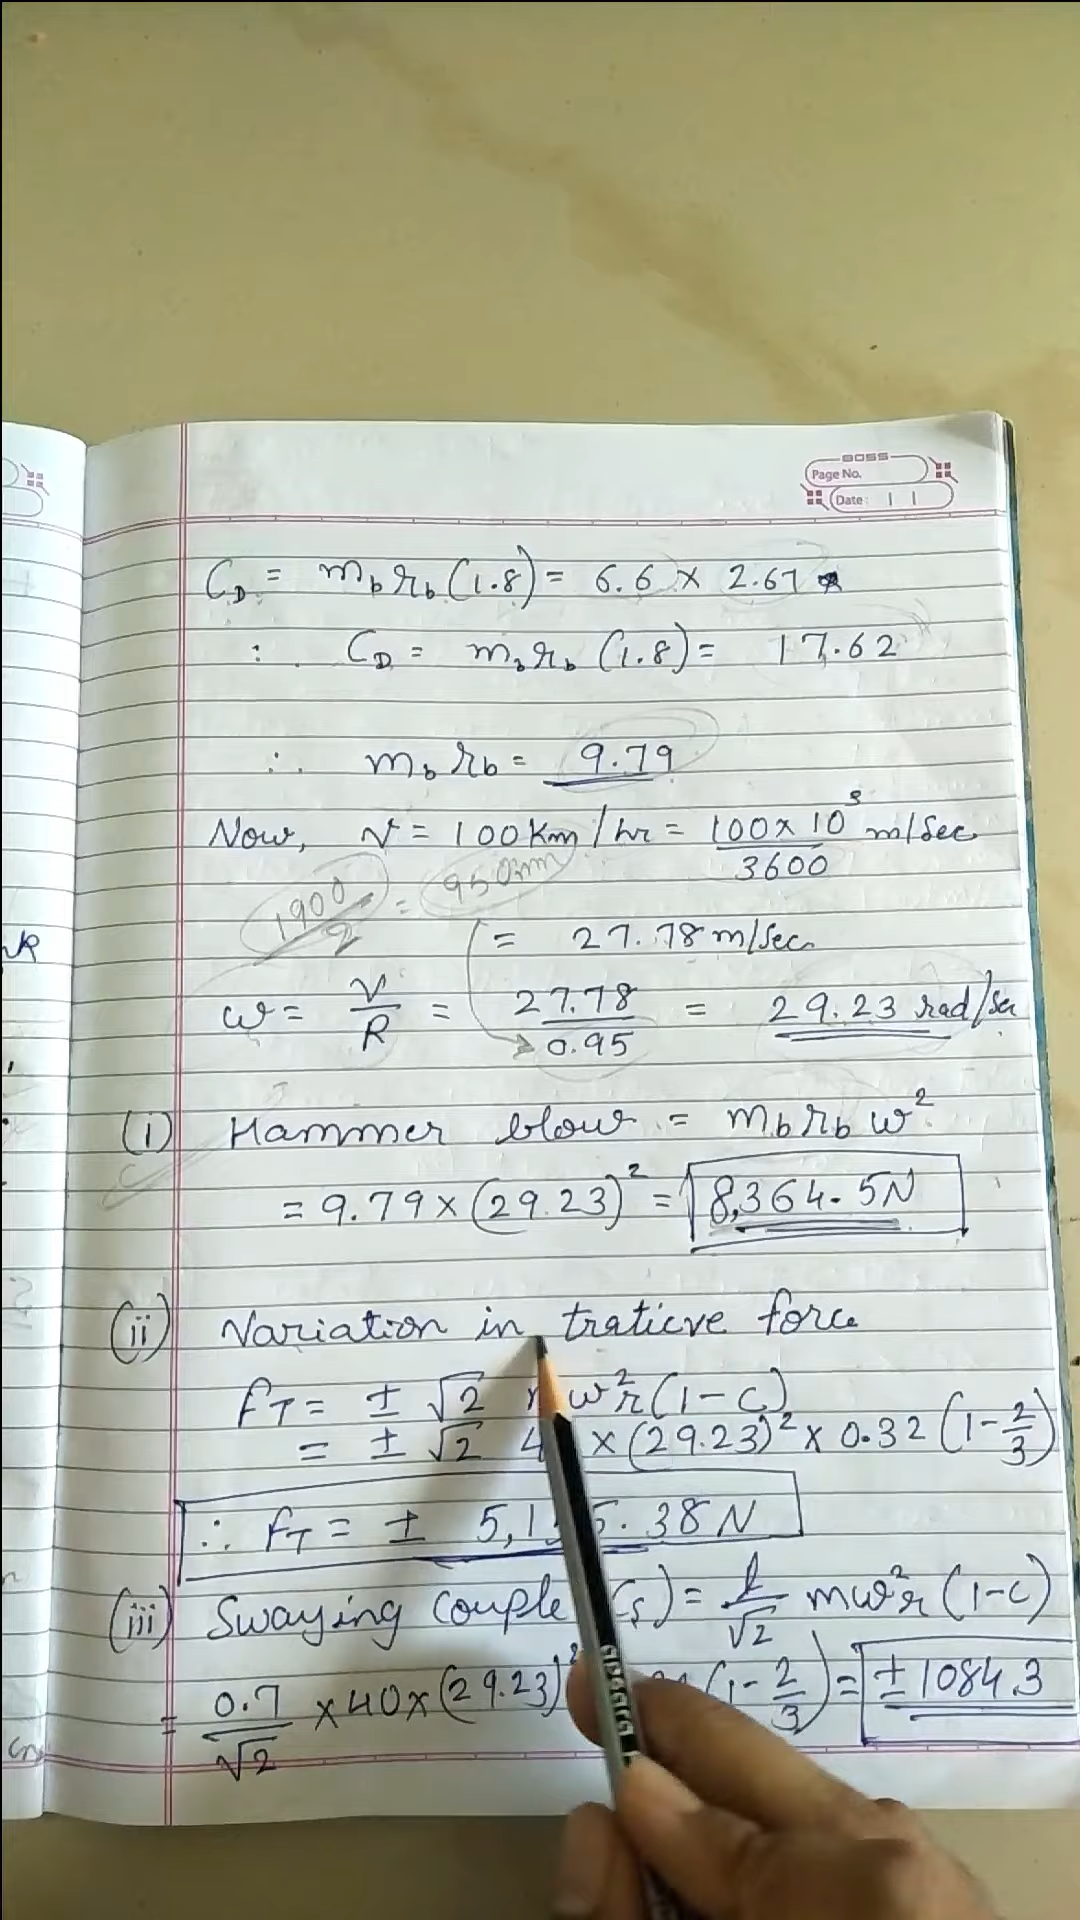 BOSS
Page No.
Date: | |
C_D = m_b r_b (1.8) = 6.6 × 2.67
∴ C_D = m_b r_b (1.8) = 17.62
∴ m_b r_b = 9.79
Now, V = 100 Km/hr = 100×10³/3600 m/sec
1900/2 = 950mm
= 27.78 m/sec
ω = V/R = 27.78/0.95 = 29.23 rad/sec
(i) Hammer blow = m_b r_b ω²
= 9.79 × (29.23)² = 8,364.5N
(ii) Variation in traticve force
F_T = ± √2 ω²r(1-C)
= ± √2 4 × (29.23)² × 0.32 (1-2/3)
∴ F_T = ± 5,1 5.38N
(iii) Swaying Couple (Cs) = l/√2 mω²r (1-C)
= 0.7/√2 × 40 × (29.23)² (1-2/3) = ± 1084.3